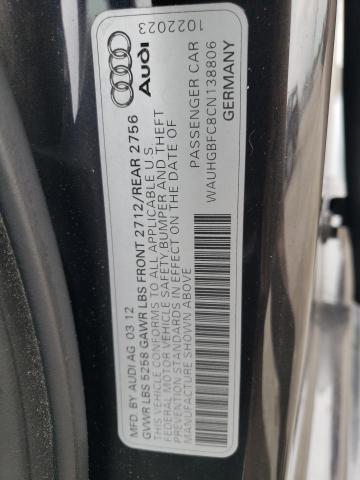 MFD BY AUDI AG 03 12
GVWR LBS 5258 GAWR LBS FRONT 2712/REAR 2756
THIS VEHICLE CONFORMS TO ALL APPLICABLE U S
FEDERAL MOTOR VEHICLE SAFETY BUMPER AND THEFT
PREVENTION STANDARDS IN EFFECT ON THE DATE OF
MANUFACTURE SHOWN ABOVE
PASSENGER CAR
WAUHGBFC8CN138806
GERMANY
Audi
1022023